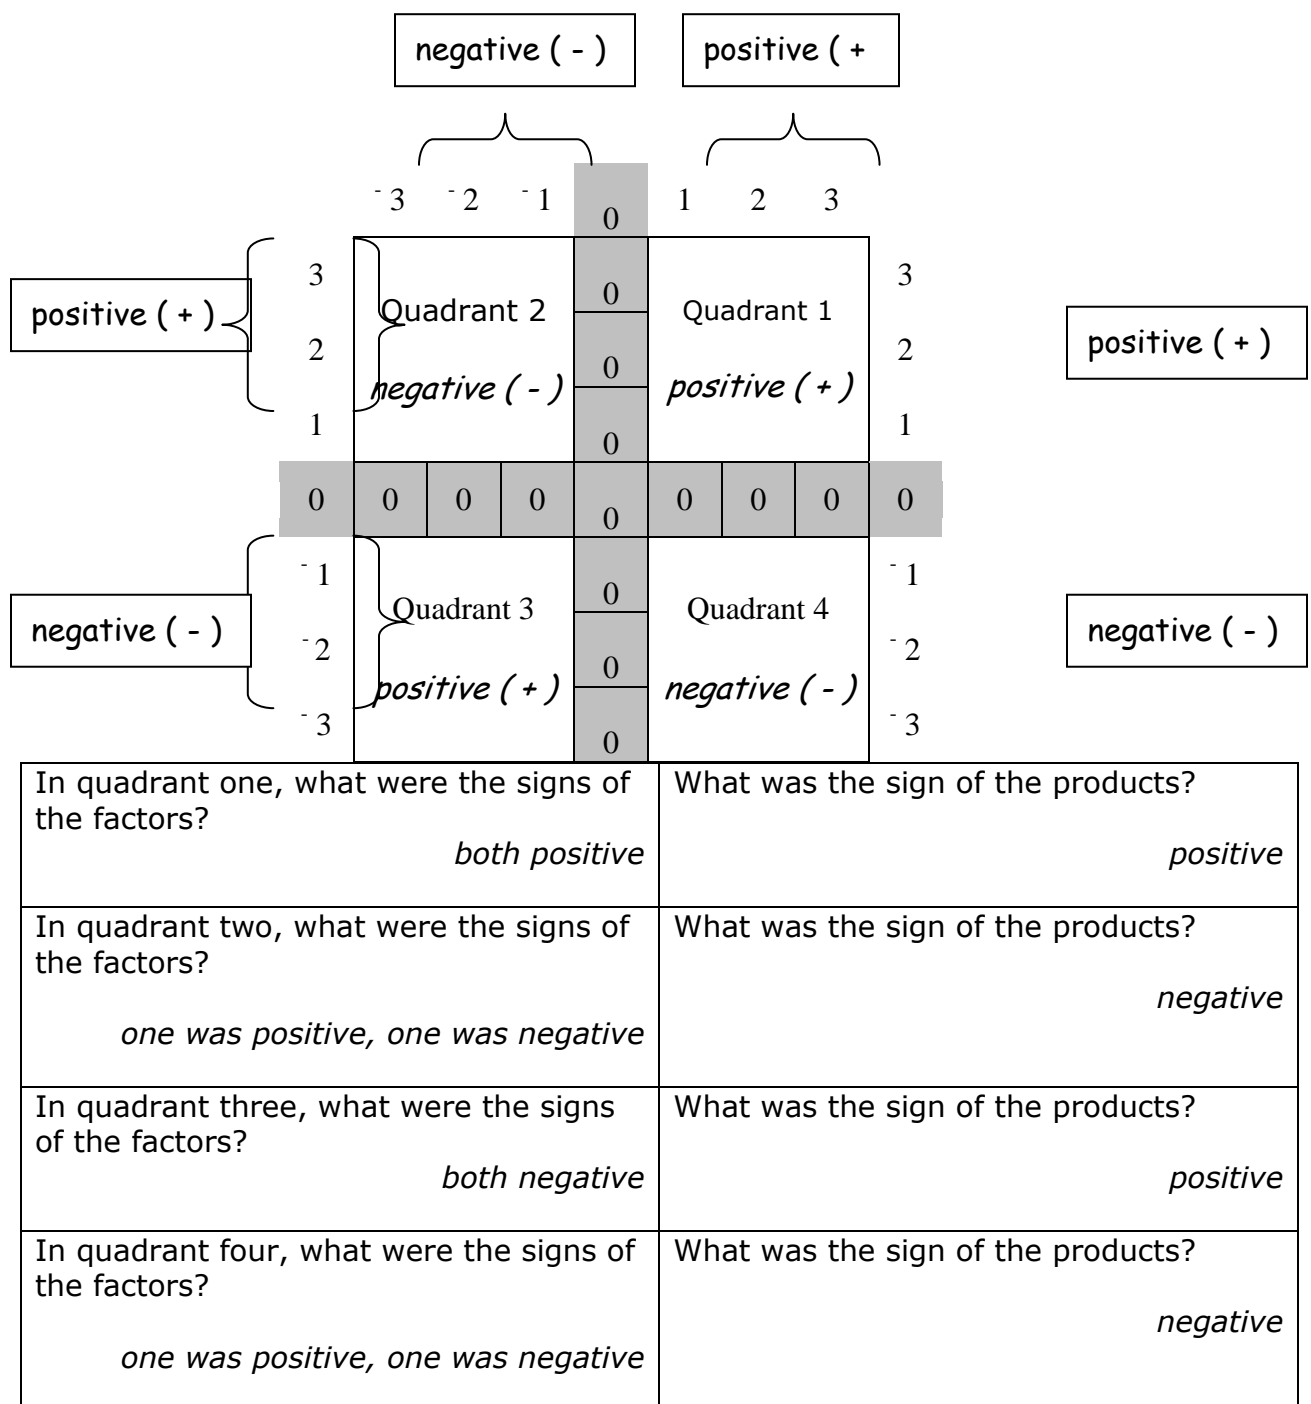 negative ( - )
positive ( +
- 3 - 2 - 1 0 1 2 3
3 0 3
positive ( + )
Quadrant 2
Quadrant 1
positive ( + )
2 0 2
negative ( - )
positive ( + )
1 0 1
0 0 0 0 0 0 0 0 0
- 1 0 - 1
negative ( - )
Quadrant 3
Quadrant 4
negative ( - )
- 2 0 - 2
positive ( + )
negative ( - )
- 3 0 - 3
In quadrant one, what were the signs of
the factors?
both positive
What was the sign of the products?
positive
In quadrant two, what were the signs of
the factors?
one was positive, one was negative
What was the sign of the products?
negative
In quadrant three, what were the signs
of the factors?
both negative
What was the sign of the products?
positive
In quadrant four, what were the signs of
the factors?
one was positive, one was negative
What was the sign of the products?
negative